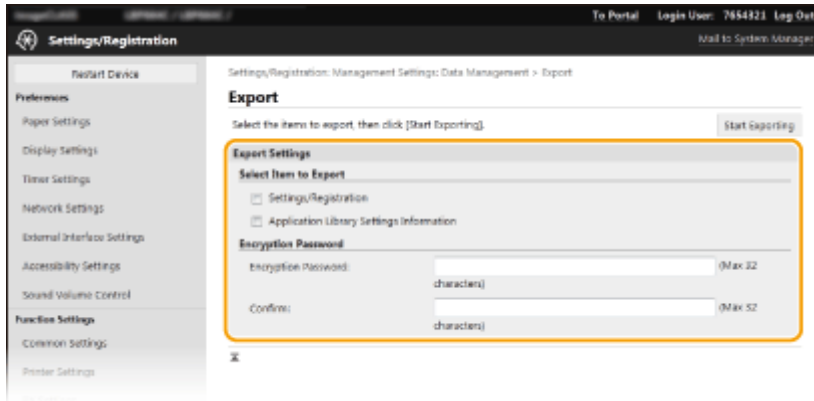 To Portal Login User: 7654321 Log Out
Settings/Registration
Mail to System Manager
Restart Device
Preferences
Paper Settings
Display Settings
Timer Settings
Network Settings
External Interface Settings
Accessibility Settings
Sound Volume Control
Function Settings
Common Settings
Printer Settings
Settings/Registration: Management Settings: Data Management > Export
Export
Select the items to export, then click [Start Exporting].
Start Exporting
Export Settings
Select Item to Export
Settings/Registration
Application Library Settings Information
Encryption Password
Encryption Password:
(Max 32
characters)
Confirm:
(Max 32
characters)